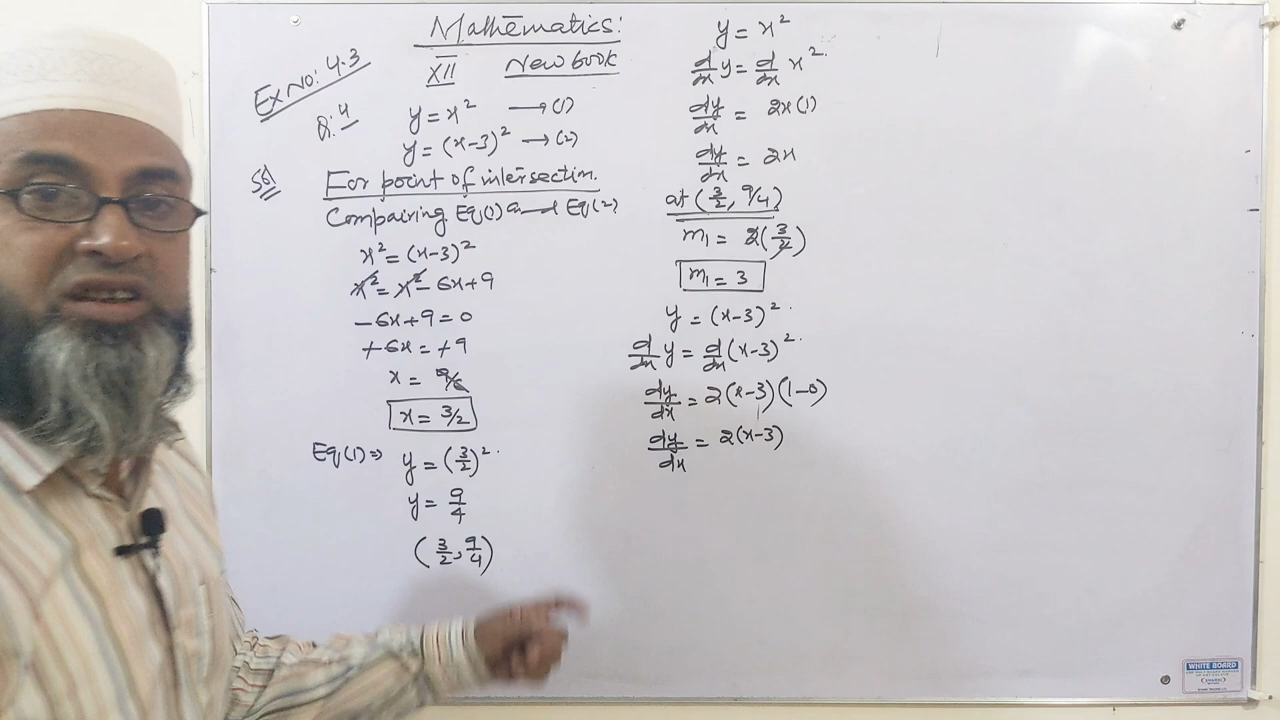 Mathematics:
XII New book
Ex No: 4.3
Q: 4
y = x² → (1)
y = (x-3)² → (2)
Sol
For point of intersection.
Compairing Eq(1) and Eq(2)
x² = (x-3)²
x² = x² - 6x + 9
-6x + 9 = 0
+6x = +9
x = 9/6
x = 3/2
Eq(1) ⇒ y = (3/2)².
y = 9/4
(3/2, 9/4)
y = x²
d/dx y = d/dx x².
dy/dx = 2x(1)
dy/dx = 2x
at (3/2, 9/4)
m₁ = 2(3/2)
m₁ = 3
y = (x-3)².
d/dx y = d/dx (x-3)².
dy/dx = 2(x-3)(1-0)
dy/dx = 2(x-3)
WHITE BOARD